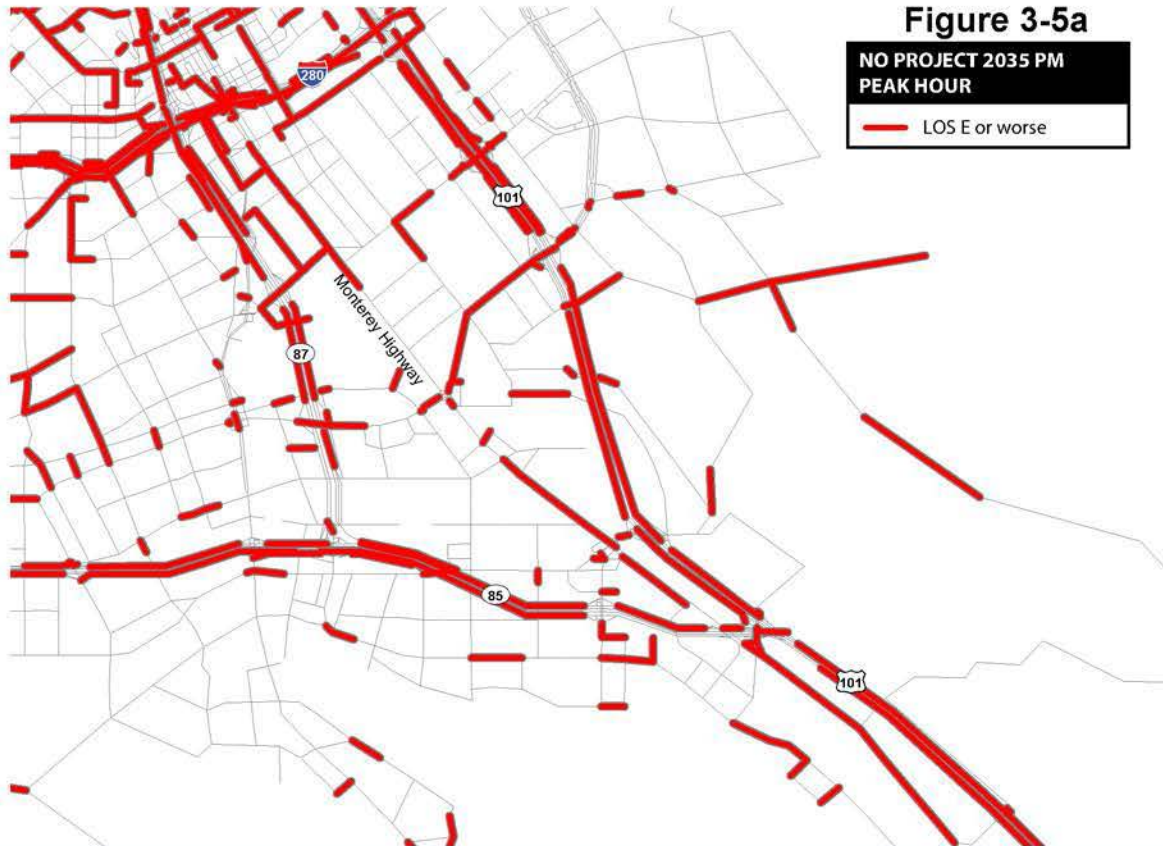 Figure 3-5a
NO PROJECT 2035 PM
PEAK HOUR
LOS E or worse
280
101
Monterey Highway
87
85
101